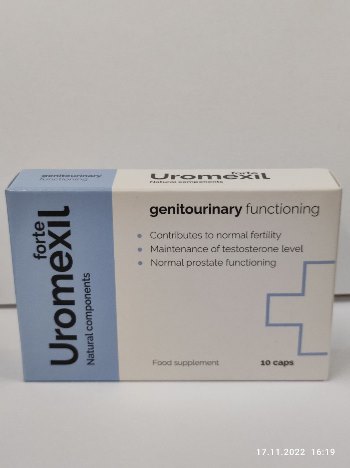 genitourinary
functioning
forte
Uromexil
Natural components
forte
Uromexil
Natural components
genitourinary functioning
Contributes to normal fertility
Maintenance of testosterone level
Normal prostate functioning
Food supplement
10 caps
17.11.2022 16:19